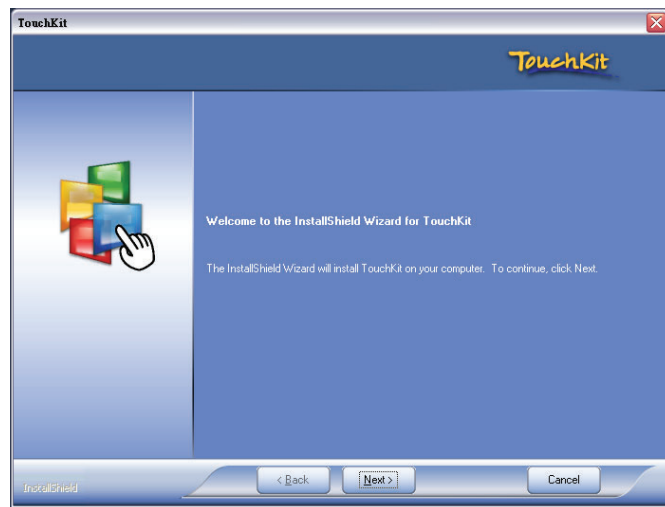 TouchKit
TouchKit
Welcome to the InstallShield Wizard for TouchKit
The InstallShield Wizard will install TouchKit on your computer. To continue, click Next.
InstallShield
< Back
Next >
Cancel